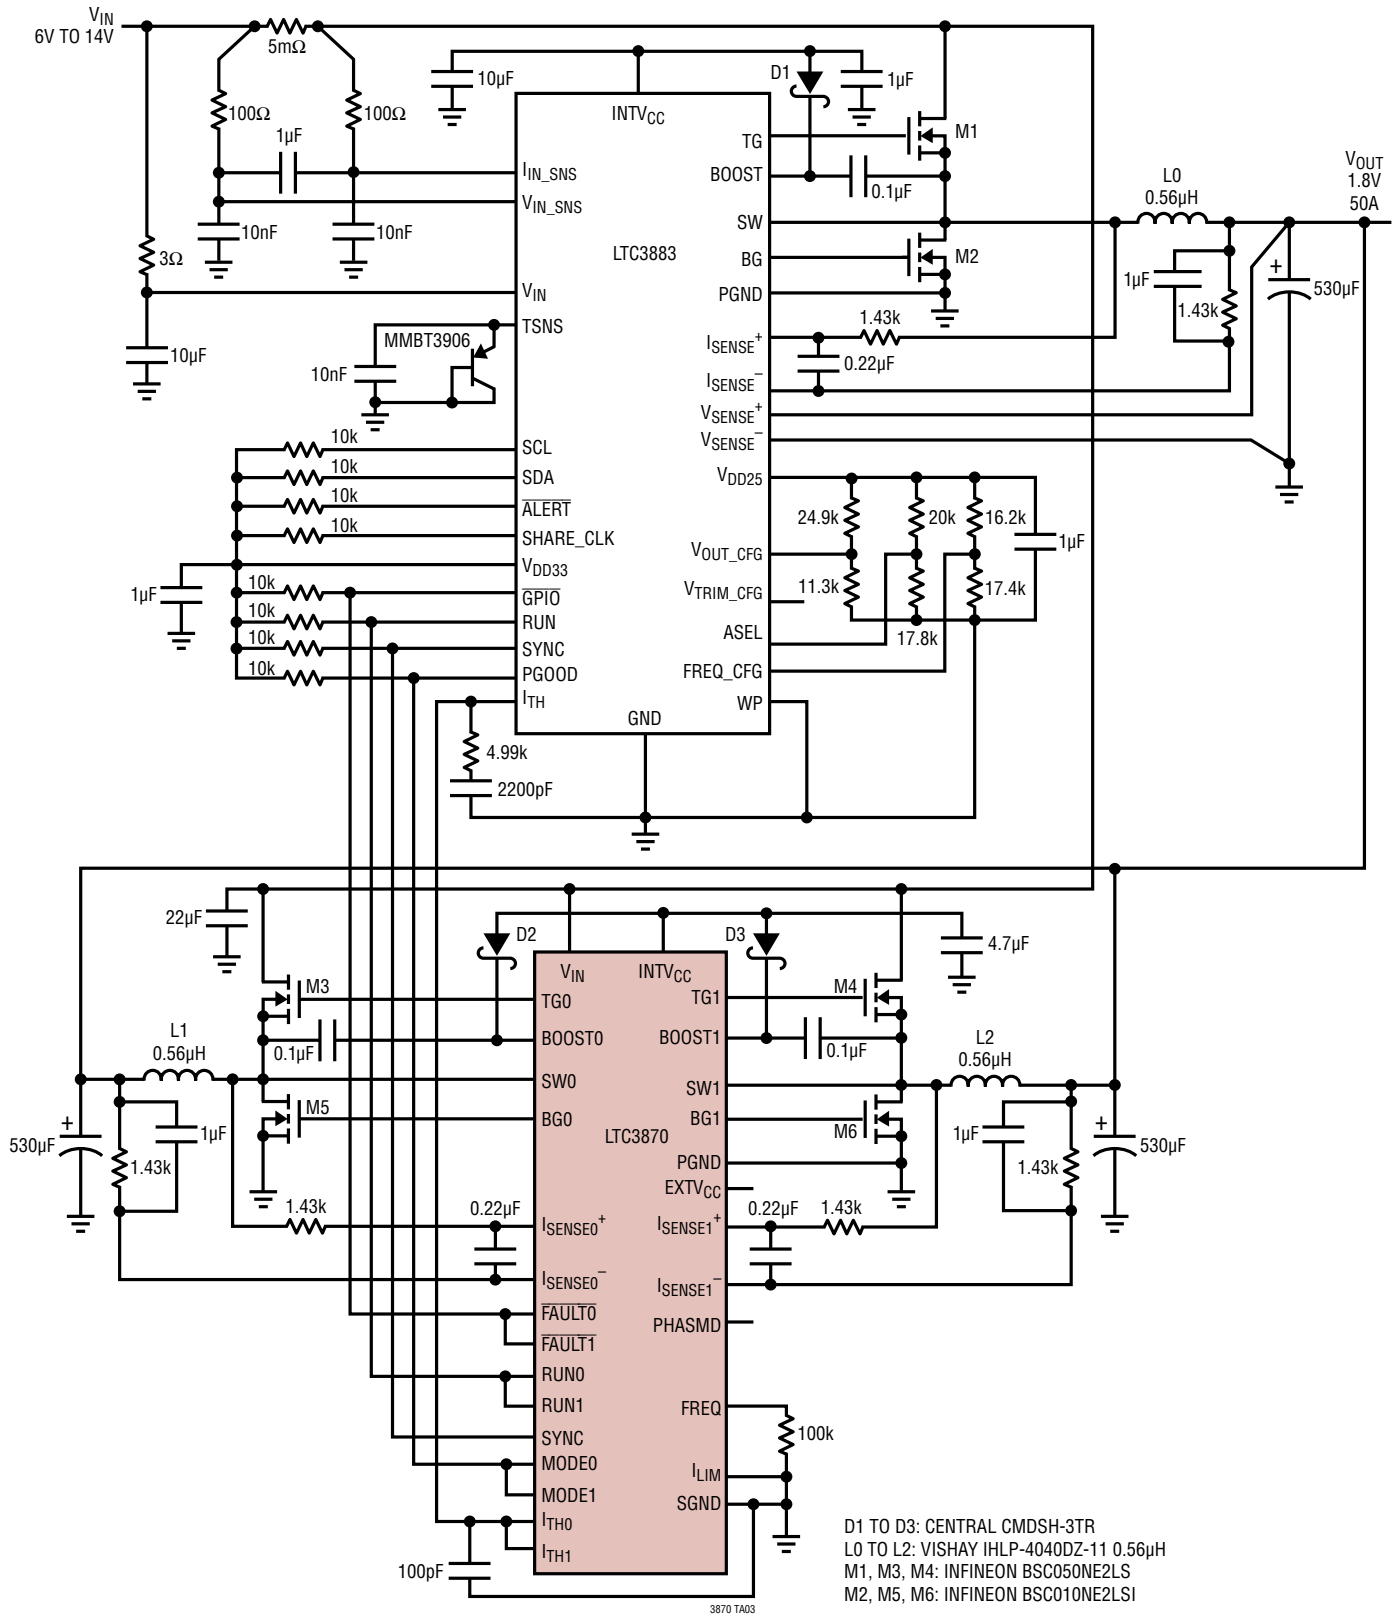 VIN
6V TO 14V
5mΩ
100Ω
100Ω
1µF
10nF
10nF
3Ω
10µF
10µF
D1
1µF
INTVCC
IIN_SNS
VIN_SNS
VIN
TSNS
MMBT3906
10nF
LTC3883
TG
BOOST
SW
BG
PGND
ISENSE+
ISENSE–
VSENSE+
VSENSE–
VDD25
VOUT_CFG
VTRIM_CFG
ASEL
FREQ_CFG
WP
GND
M1
0.1µF
M2
L0
0.56µH
VOUT
1.8V
50A
1µF
1.43k
+
530µF
1.43k
0.22µF
10k
SCL
10k
SDA
10k
ALERT
10k
SHARE_CLK
VDD33
1µF
10k
GPIO
10k
RUN
10k
SYNC
10k
PGOOD
ITH
4.99k
2200pF
24.9k
20k
16.2k
1µF
11.3k
17.8k
17.4k
22µF
D2
D3
4.7µF
VIN
INTVCC
M3
TG0
TG1
M4
BOOST0
BOOST1
0.1µF
0.1µF
L1
0.56µH
L2
0.56µH
SW0
SW1
M5
BG0
BG1
M6
LTC3870
PGND
EXTVCC
+
530µF
1µF
1.43k
1µF
1.43k
+
530µF
1.43k
0.22µF
ISENSE0+
ISENSE1+
0.22µF
1.43k
ISENSE0–
ISENSE1–
FAULT0
FAULT1
PHASMD
RUN0
RUN1
SYNC
MODE0
MODE1
ITH0
ITH1
FREQ
100k
ILIM
SGND
100pF
D1 TO D3: CENTRAL CMDSH-3TR
L0 TO L2: VISHAY IHLP-4040DZ-11 0.56µH
M1, M3, M4: INFINEON BSC050NE2LS
M2, M5, M6: INFINEON BSC010NE2LSI
3870 TA03